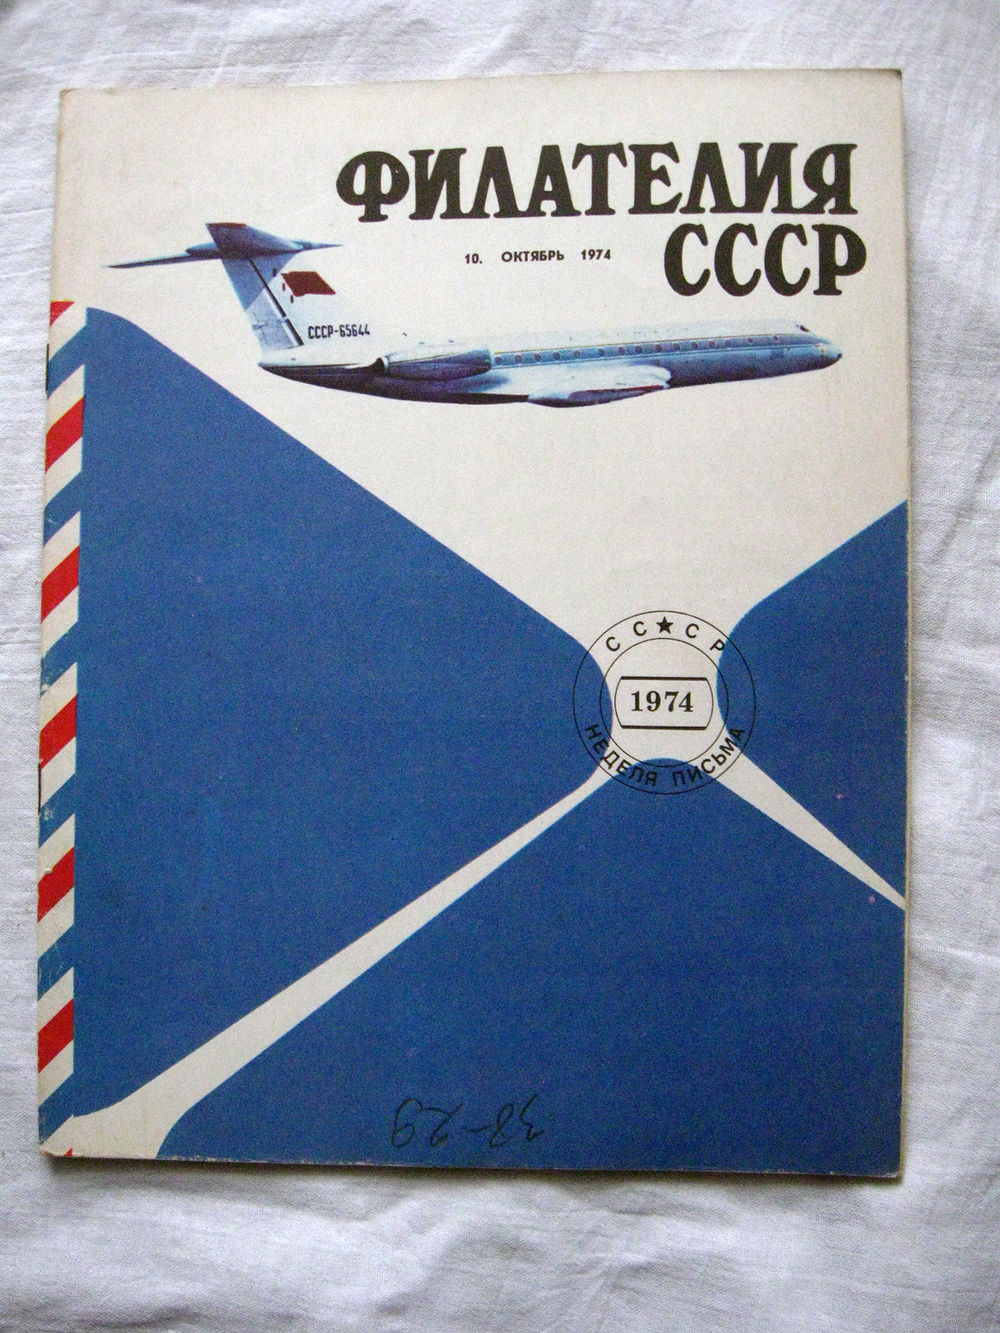 ФИЛАТЕЛИЯ
СССР
10. ОКТЯБРЬ 1974
СССР-65644
СС★СР
1974
НЕДЕЛЯ ПИСЬМА